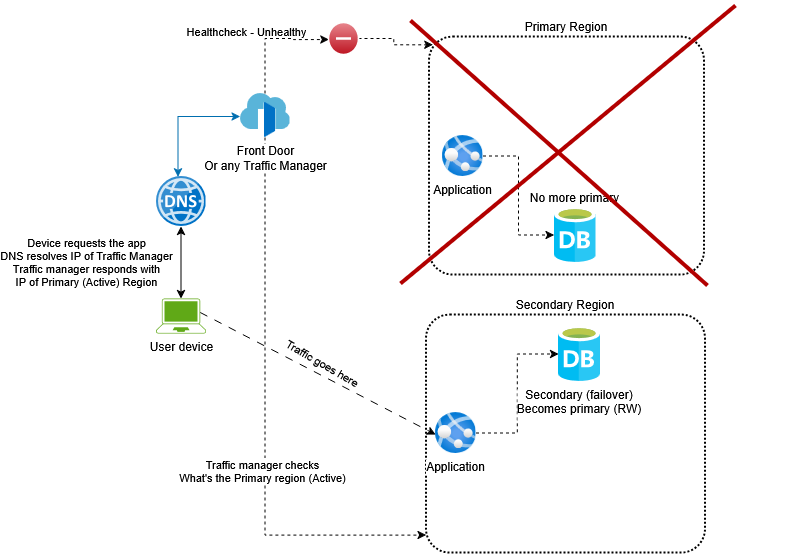 Primary Region
Healthcheck - Unhealthy
Front Door
Or any Traffic Manager
Application
No more primary
DB
DNS
Device requests the app
DNS resolves IP of Traffic Manager
Traffic manager responds with
IP of Primary (Active) Region
User device
Traffic goes here
Secondary Region
DB
Secondary (failover)
Becomes primary (RW)
Application
Traffic manager checks
What's the Primary region (Active)